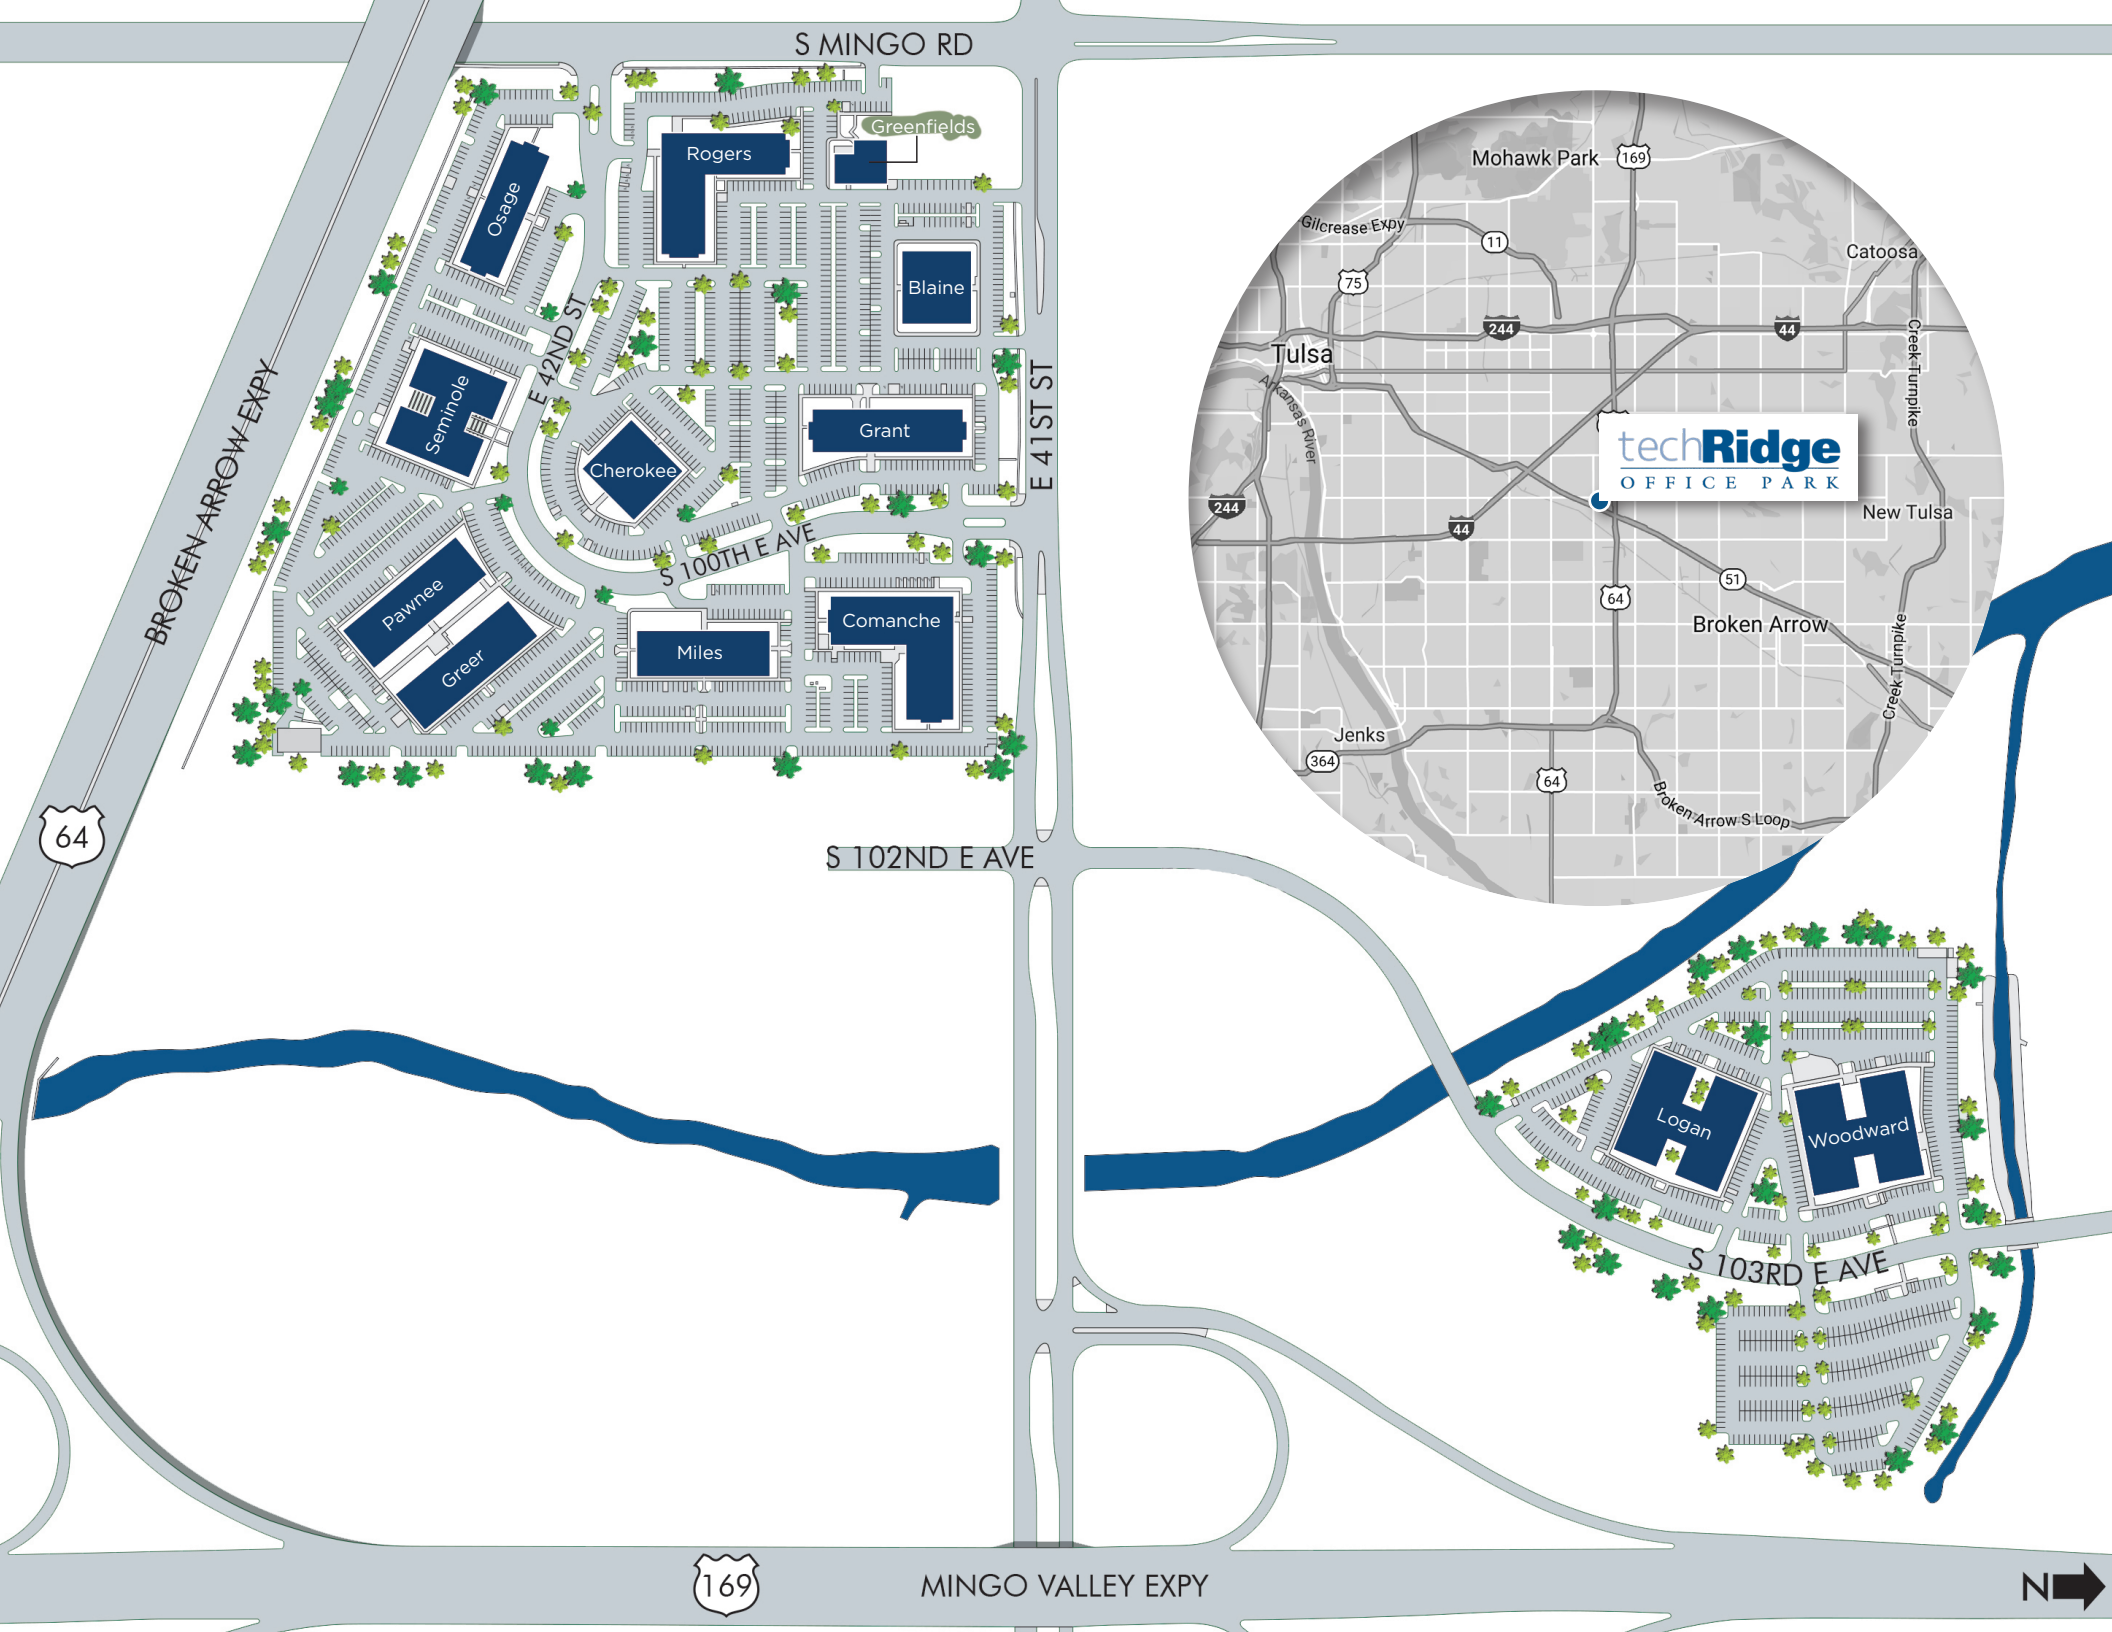 S MINGO RD
Greenfields
Rogers
Osage
Blaine
E 42ND ST
Seminole
Grant
Cherokee
E 41ST ST
BROKEN ARROW EXPY
S 100TH E AVE
Pawnee
Greer
Miles
Comanche
64
S 102ND E AVE
Mohawk Park
169
Gilcrease Expy
11
Catoosa
75
244
44
Tulsa
Creek Turnpike
Arkansas River
techRidge
OFFICE PARK
244
44
New Tulsa
51
64
Broken Arrow
Creek Turnpike
Jenks
364
64
Broken Arrow S Loop
Logan
Woodward
S 103RD E AVE
169
MINGO VALLEY EXPY
N